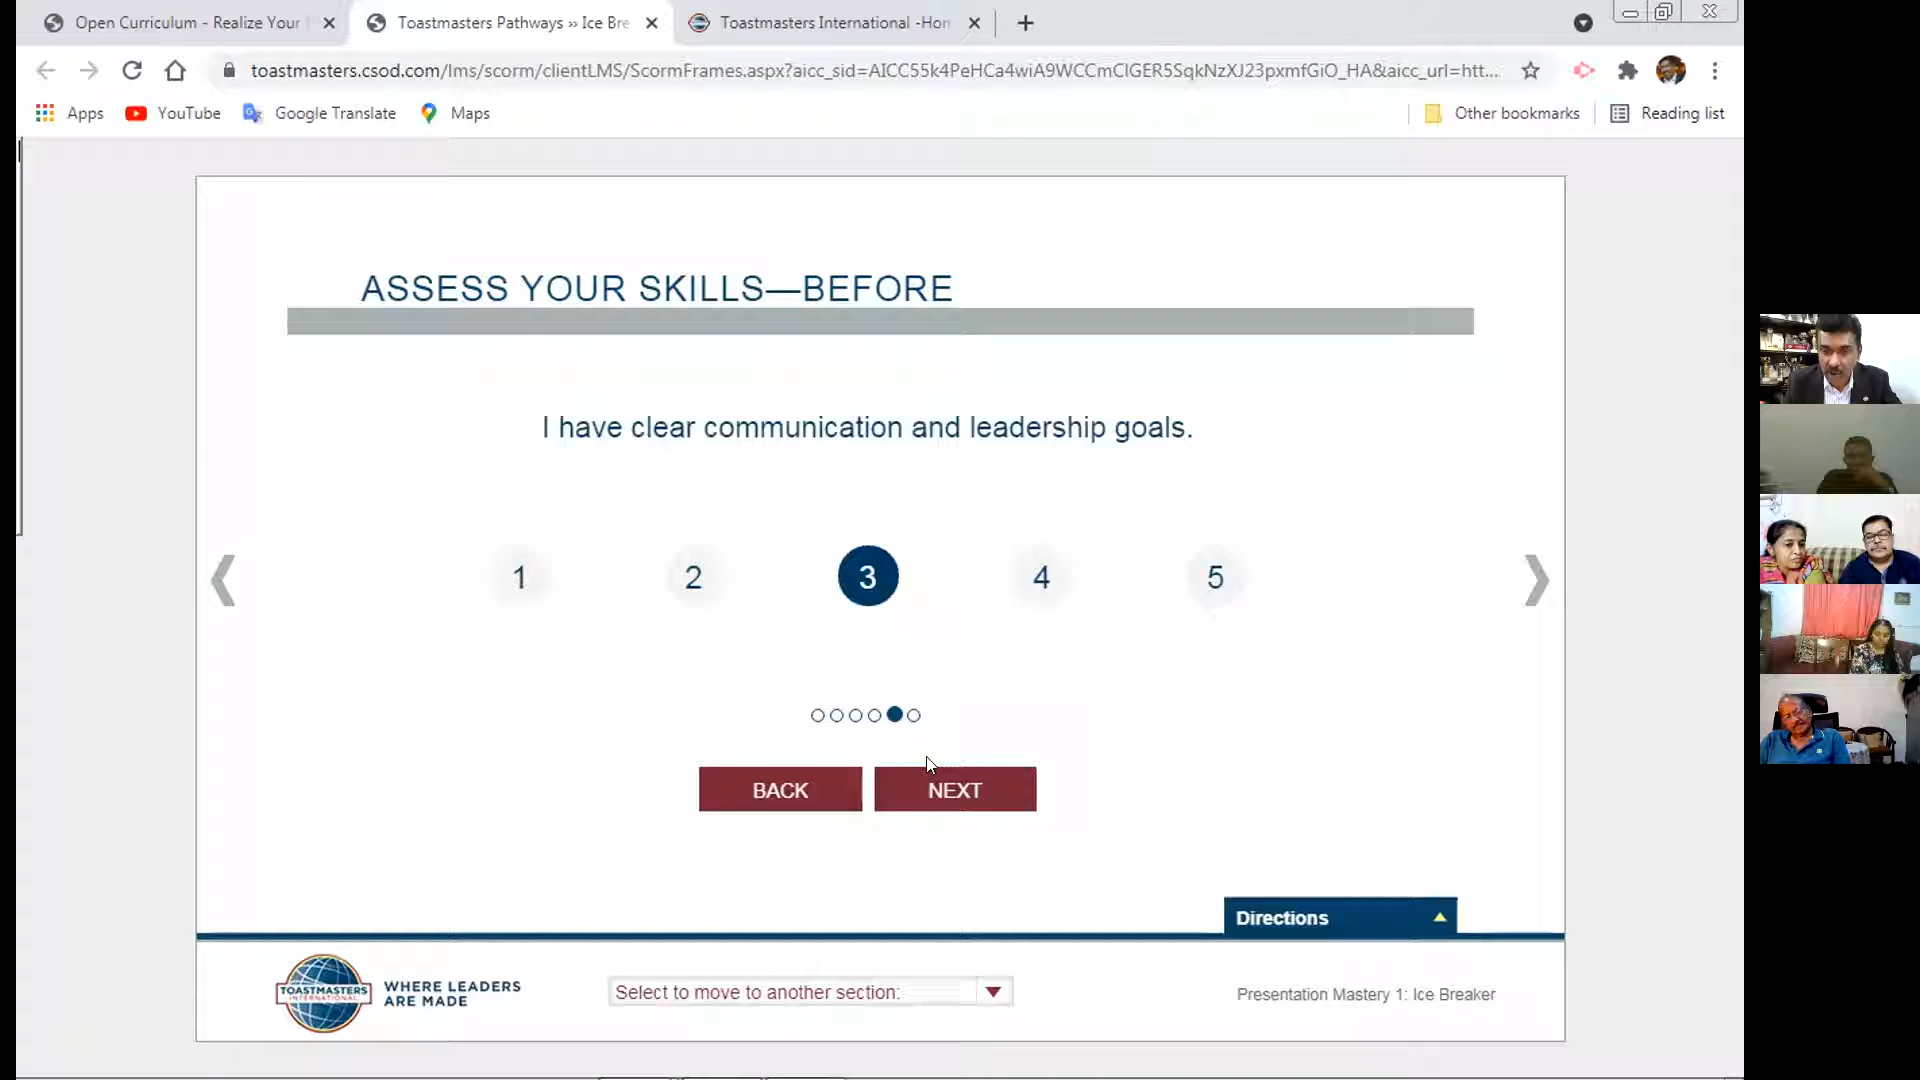 Open Curriculum - Realize Your
Toastmasters Pathways » Ice Bre
Toastmasters International -Hom
toastmasters.csod.com/lms/scorm/clientLMS/ScormFrames.aspx?aicc_sid=AICC55k4PeHCa4wiA9WCCmClGER5SqkNzXJ23pxmfGiO_HA&aicc_url=htt...
Apps
YouTube
Google Translate
Maps
Other bookmarks
Reading list
ASSESS YOUR SKILLS—BEFORE
I have clear communication and leadership goals.
1 2 3 4 5
BACK
NEXT
Directions
TOASTMASTERS
INTERNATIONAL
WHERE LEADERS
ARE MADE
Select to move to another section:
Presentation Mastery 1: Ice Breaker